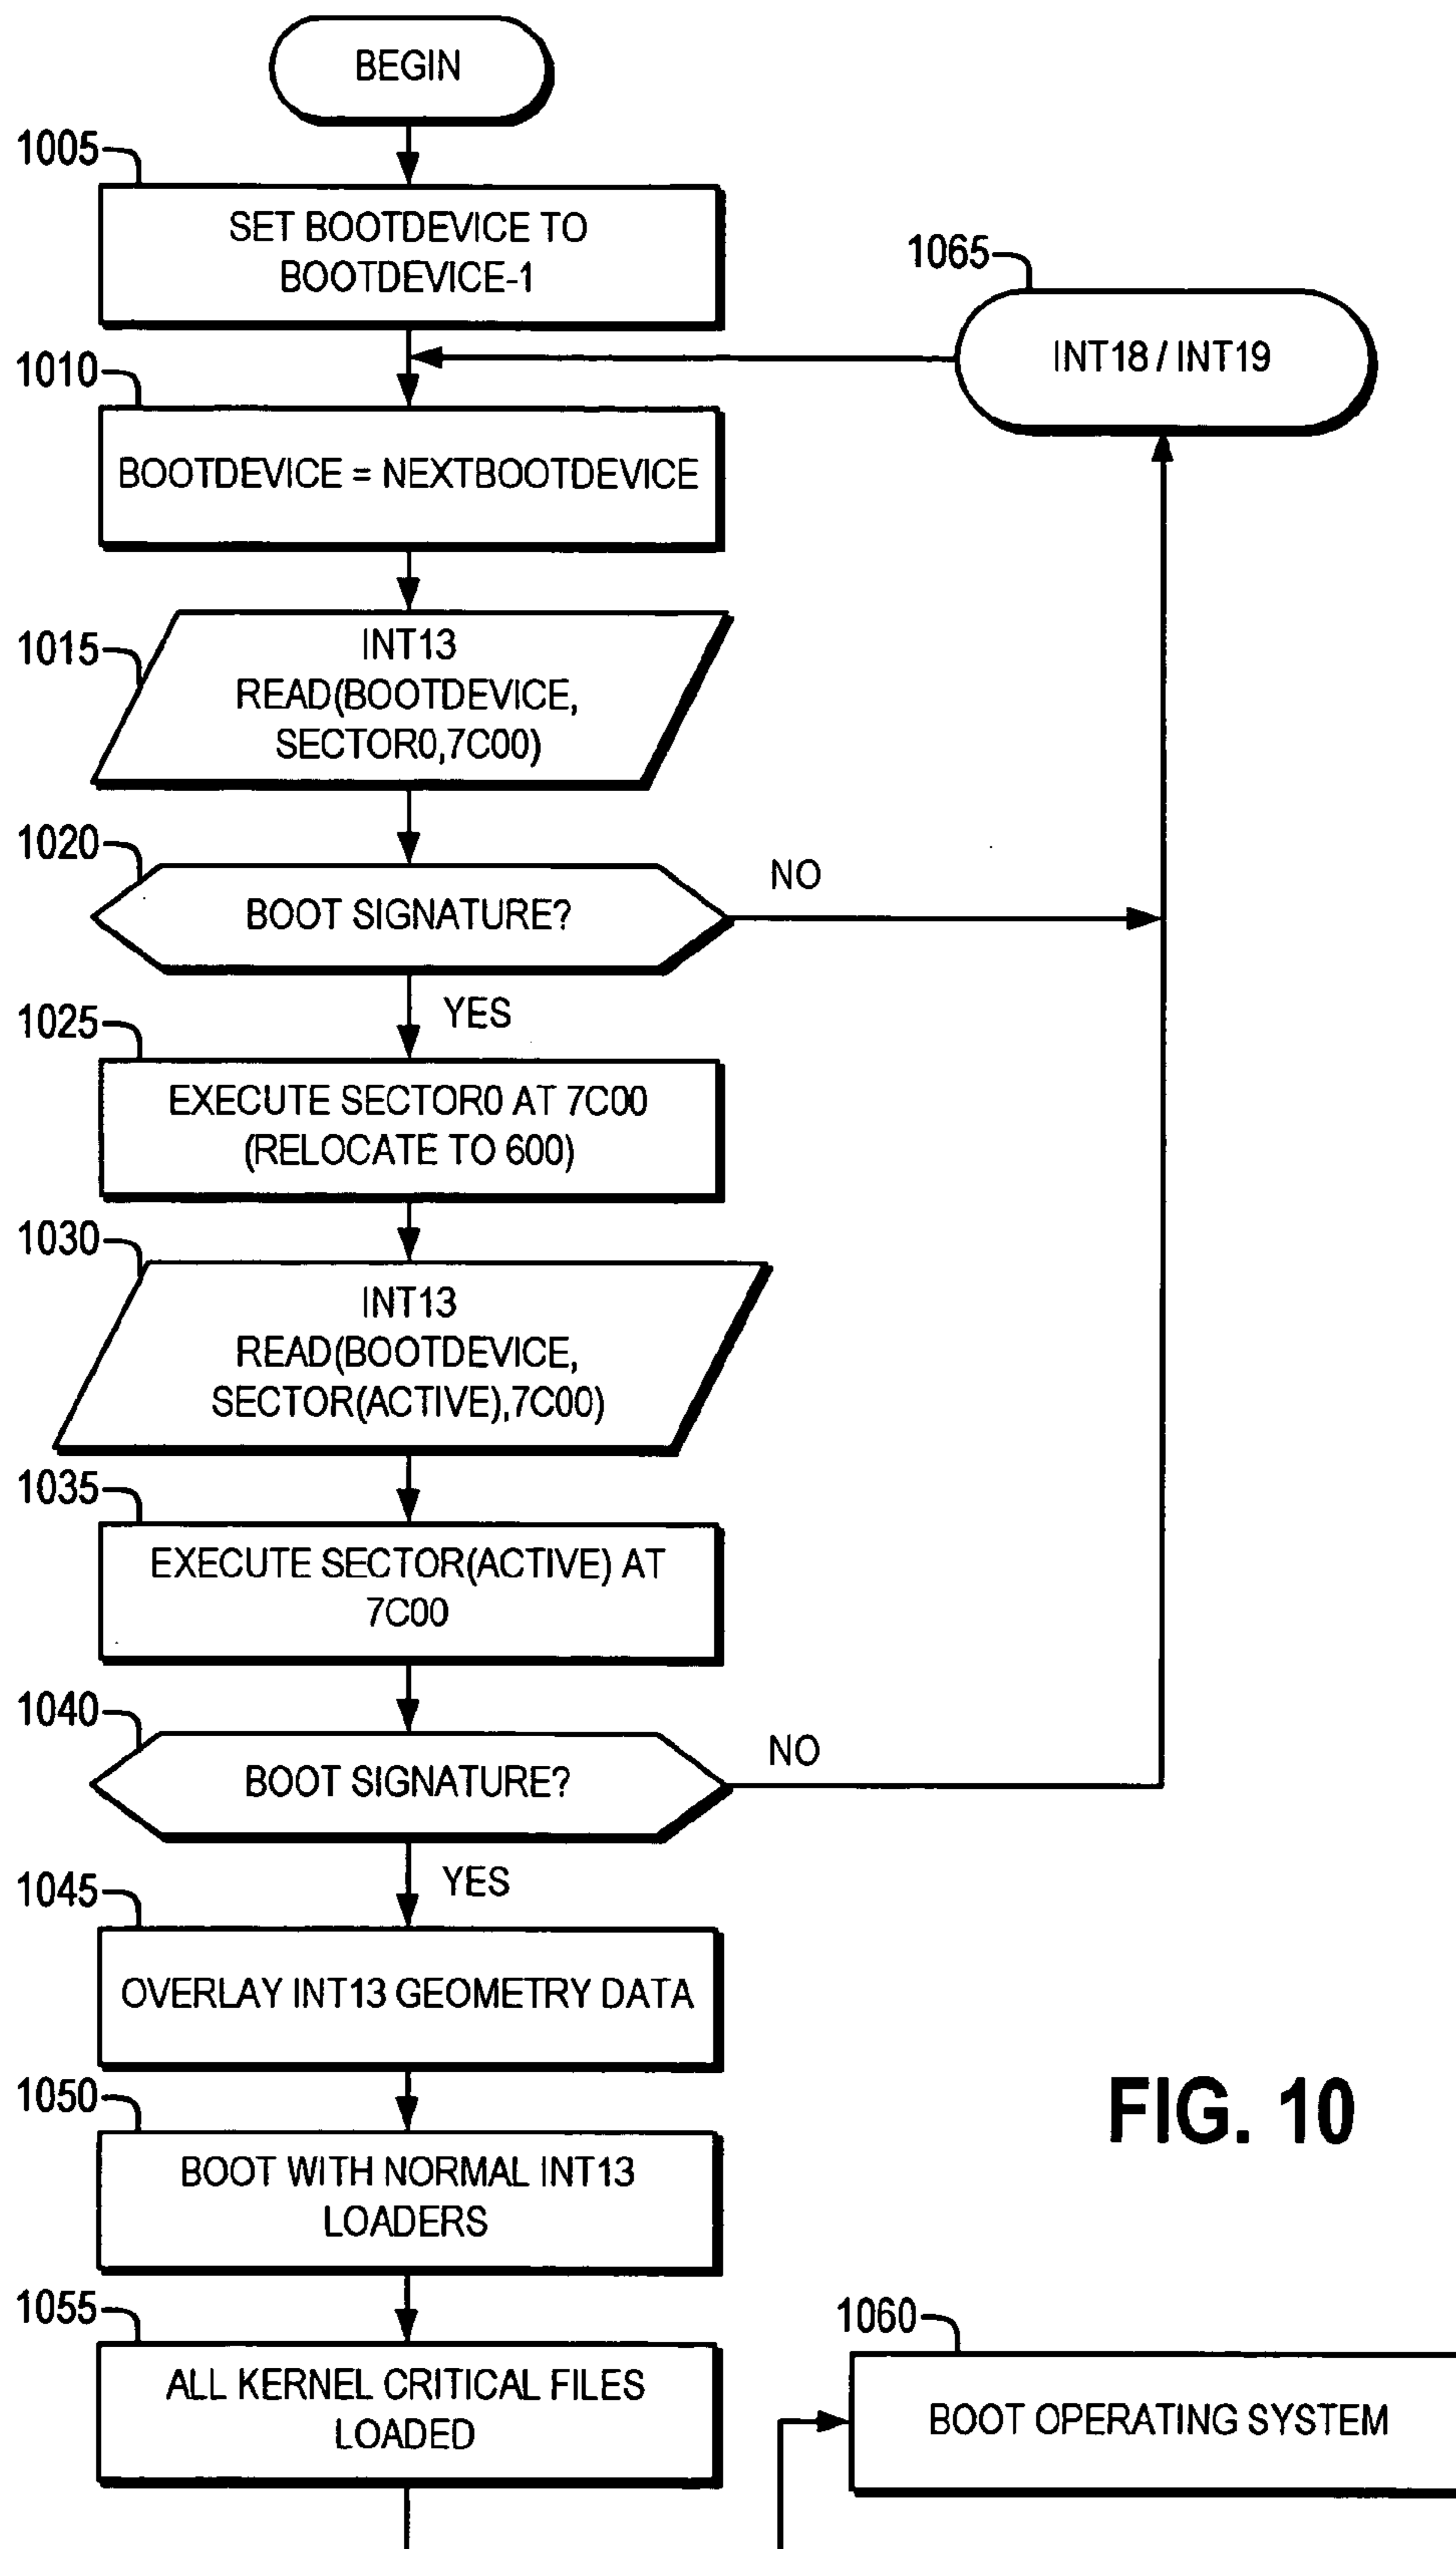 BEGIN
1005
SET BOOTDEVICE TO
BOOTDEVICE-1
1065
INT18 / INT19
1010
BOOTDEVICE = NEXTBOOTDEVICE
1015
INT13
READ(BOOTDEVICE,
SECTOR0,7C00)
1020
BOOT SIGNATURE?
NO
YES
1025
EXECUTE SECTOR0 AT 7C00
(RELOCATE TO 600)
1030
INT13
READ(BOOTDEVICE,
SECTOR(ACTIVE),7C00)
1035
EXECUTE SECTOR(ACTIVE) AT
7C00
1040
BOOT SIGNATURE?
NO
YES
1045
OVERLAY INT13 GEOMETRY DATA
1050
BOOT WITH NORMAL INT13
LOADERS
FIG. 10
1055
ALL KERNEL CRITICAL FILES
LOADED
1060
BOOT OPERATING SYSTEM